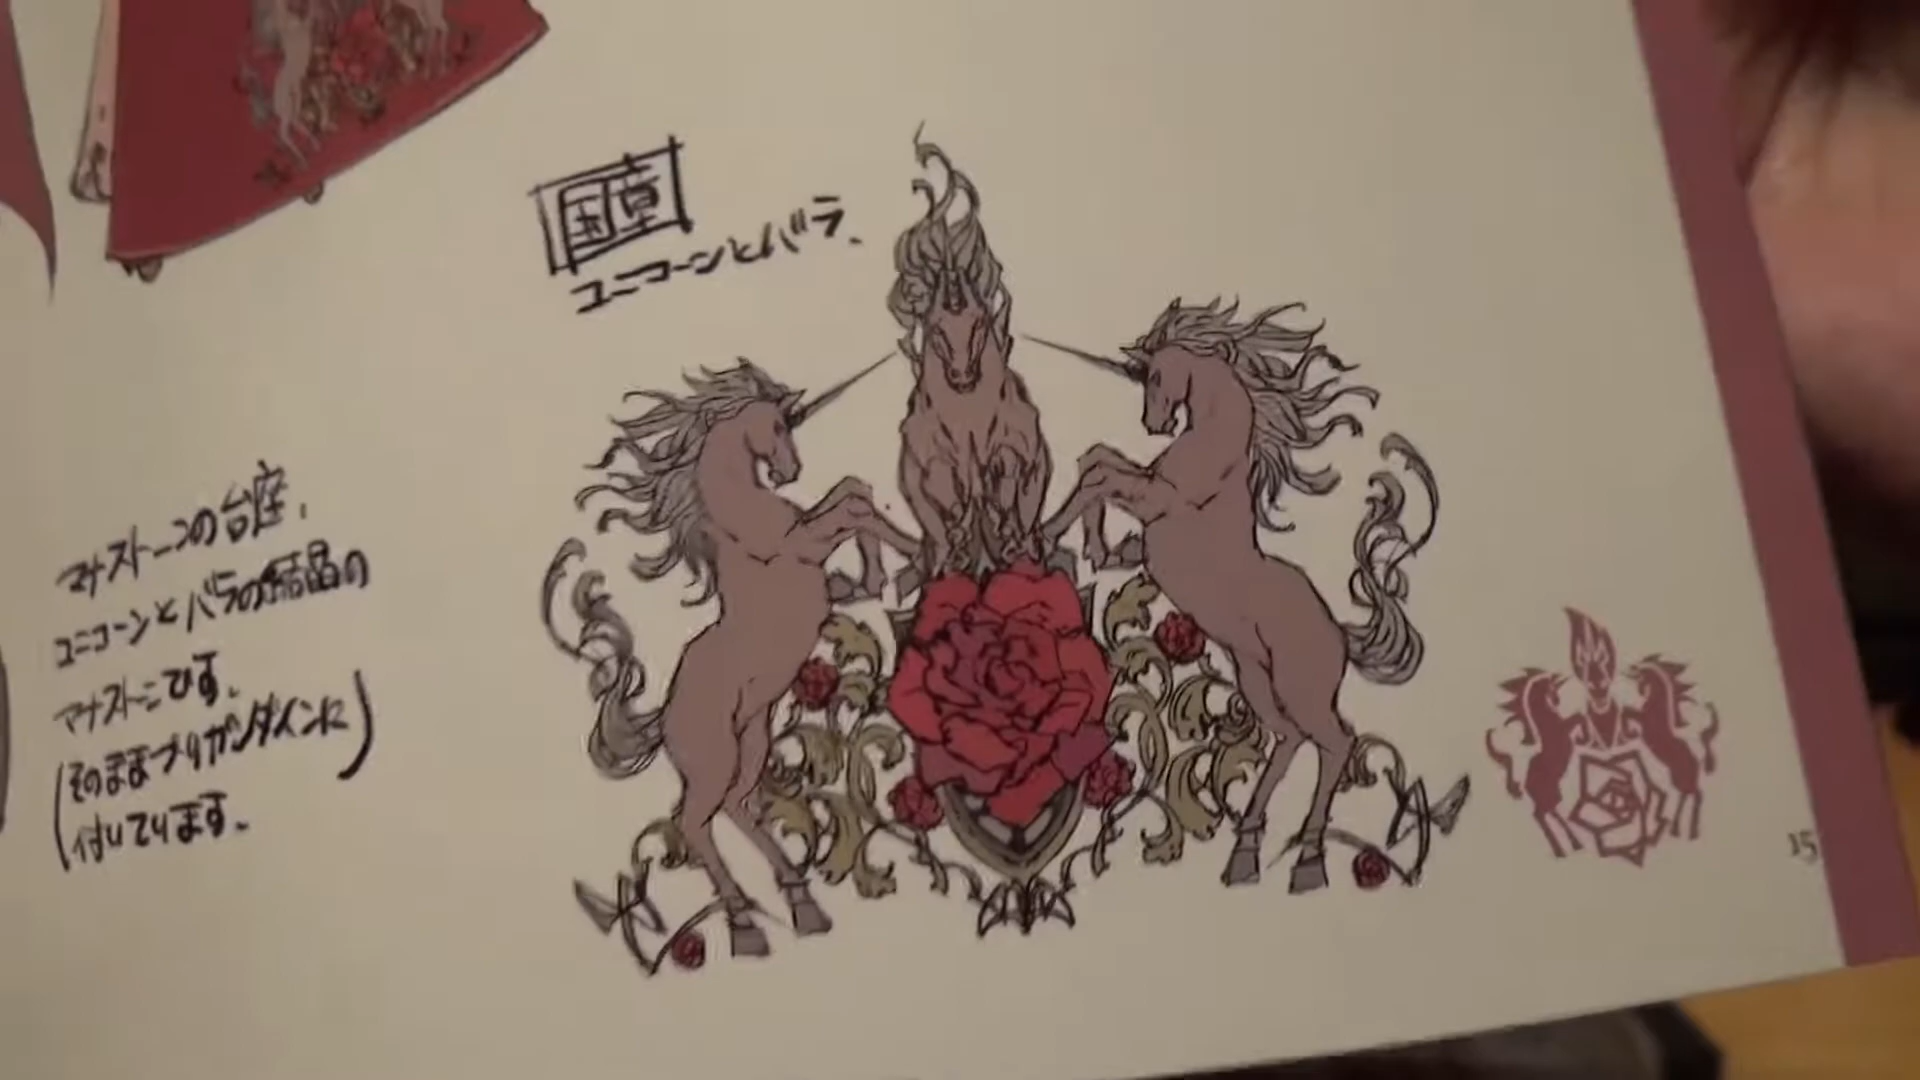 国章
ユニコーンとバラ、
マナストーンの台座、
ユニコーンとバラの結晶の
マナストーンです。
(そのままブリガンダインに)
付いています。
15